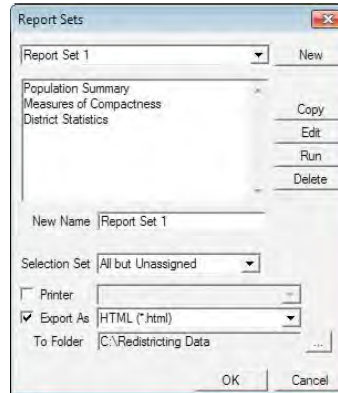 Report Sets
Report Set 1
New
Population Summary
Measures of Compactness
District Statistics
Copy
Edit
Run
Delete
New Name Report Set 1
Selection Set All but Unassigned
Printer
Export As HTML (*.html)
To Folder C:\Redistricting Data ...
OK Cancel